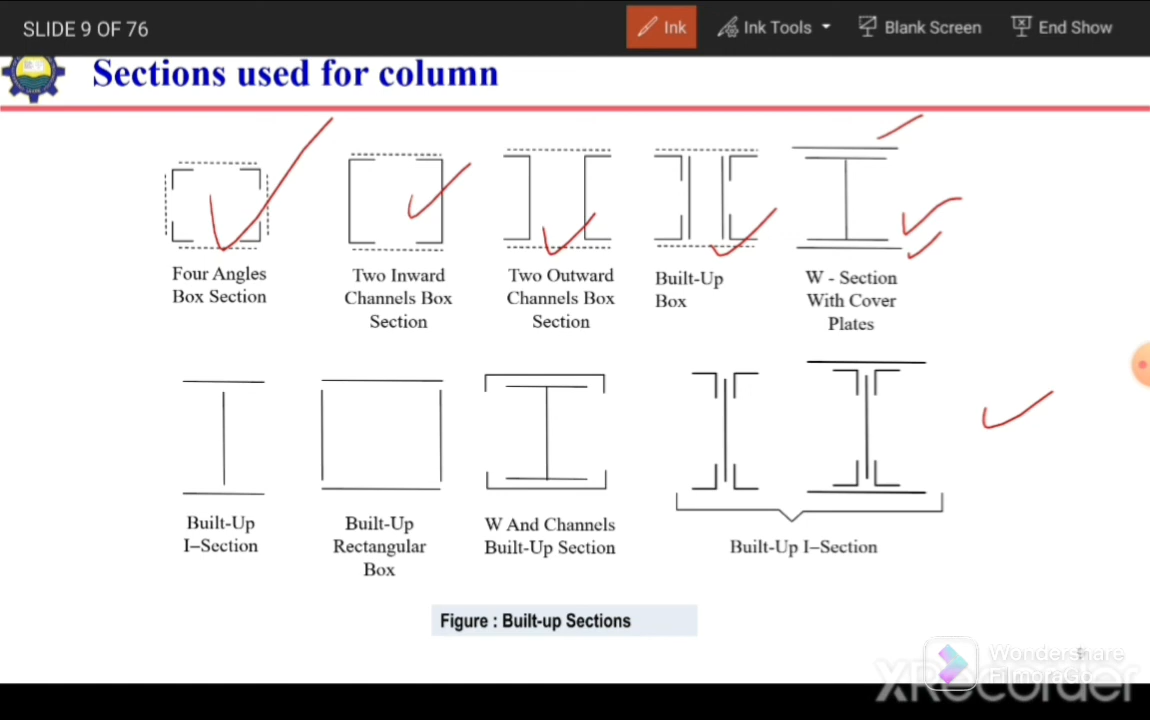 SLIDE 9 OF 76
Ink
Ink Tools
Blank Screen
End Show
Sections used for column
Four Angles
Box Section
Two Inward
Channels Box
Section
Two Outward
Channels Box
Section
Built-Up
Box
W - Section
With Cover
Plates
Built-Up
I–Section
Built-Up
Rectangular
Box
W And Channels
Built-Up Section
Built-Up I–Section
Figure : Built-up Sections
Wondershare
FilmoraGo
XRecorder